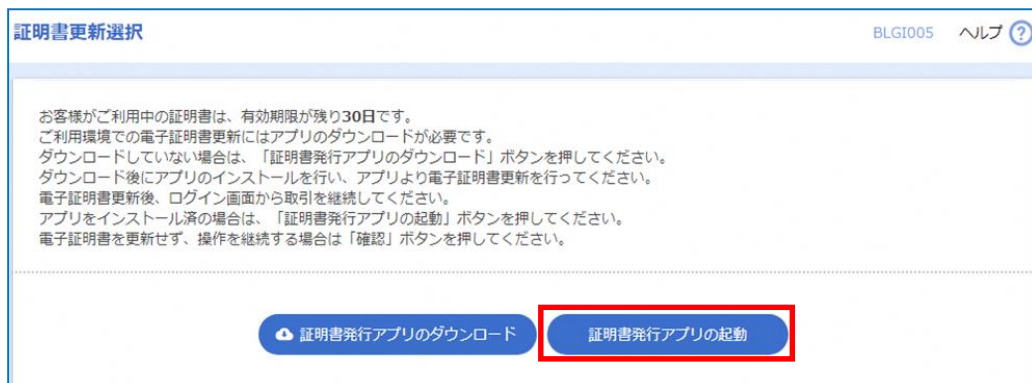 証明書更新選択
BLGI005 ヘルプ ?
お客様がご利用中の証明書は、有効期限が残り30日です。
ご利用環境での電子証明書更新にはアプリのダウンロードが必要です。
ダウンロードしていない場合は、「証明書発行アプリのダウンロード」ボタンを押してください。
ダウンロード後にアプリのインストールを行い、アプリより電子証明書更新を行ってください。
電子証明書更新後、ログイン画面から取引を継続してください。
アプリをインストール済の場合は、「証明書発行アプリの起動」ボタンを押してください。
電子証明書を更新せず、操作を継続する場合は「確認」ボタンを押してください。
証明書発行アプリのダウンロード
証明書発行アプリの起動